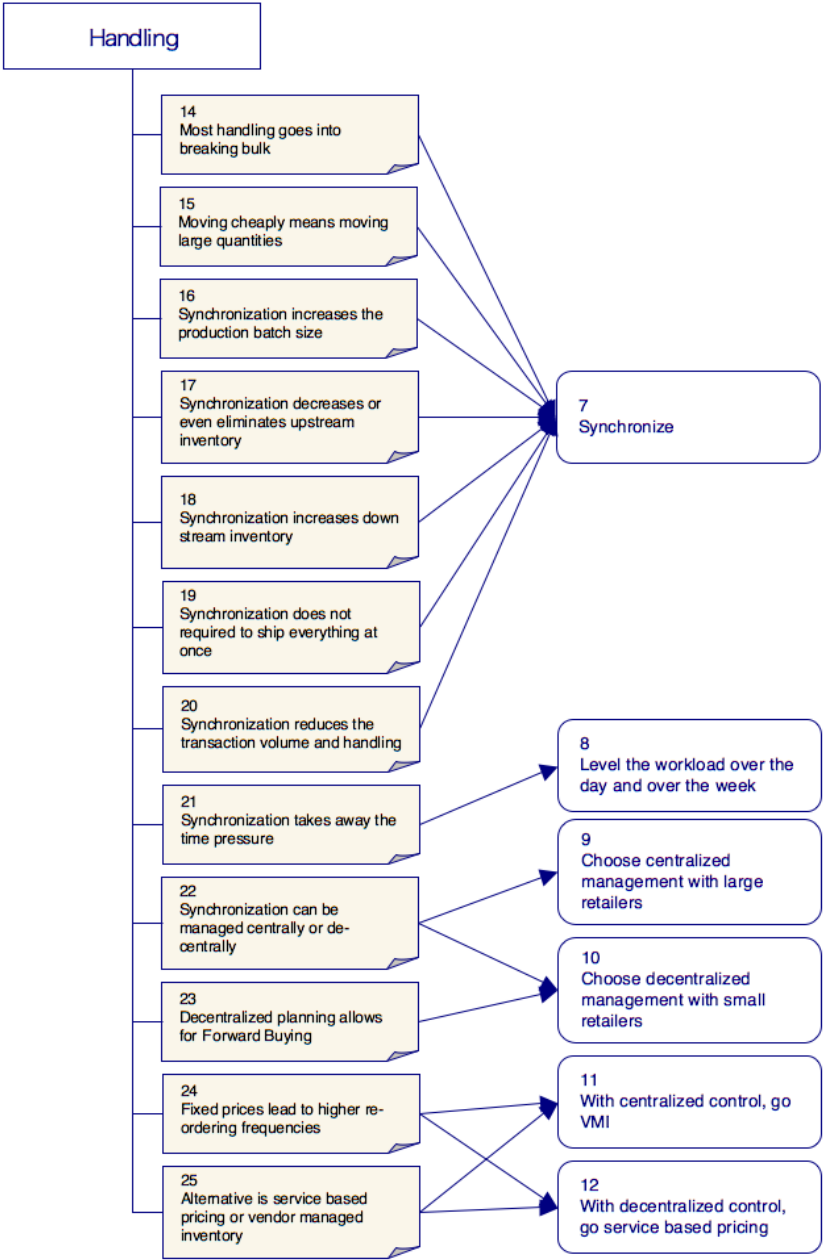 Handling
14
Most handling goes into
breaking bulk
15
Moving cheaply means moving
large quantities
16
Synchronization increases the
production batch size
17
Synchronization decreases or
even eliminates upstream
inventory
18
Synchronization increases down
stream inventory
19
Synchronization does not
required to ship everything at
once
20
Synchronization reduces the
transaction volume and handling
21
Synchronization takes away the
time pressure
22
Synchronization can be
managed centrally or de-
centrally
23
Decentralized planning allows
for Forward Buying
24
Fixed prices lead to higher re-
ordering frequencies
25
Alternative is service based
pricing or vendor managed
inventory
7
Synchronize
8
Level the workload over the
day and over the week
9
Choose centralized
management with large
retailers
10
Choose decentralized
management with small
retailers
11
With centralized control, go
VMI
12
With decentralized control,
go service based pricing